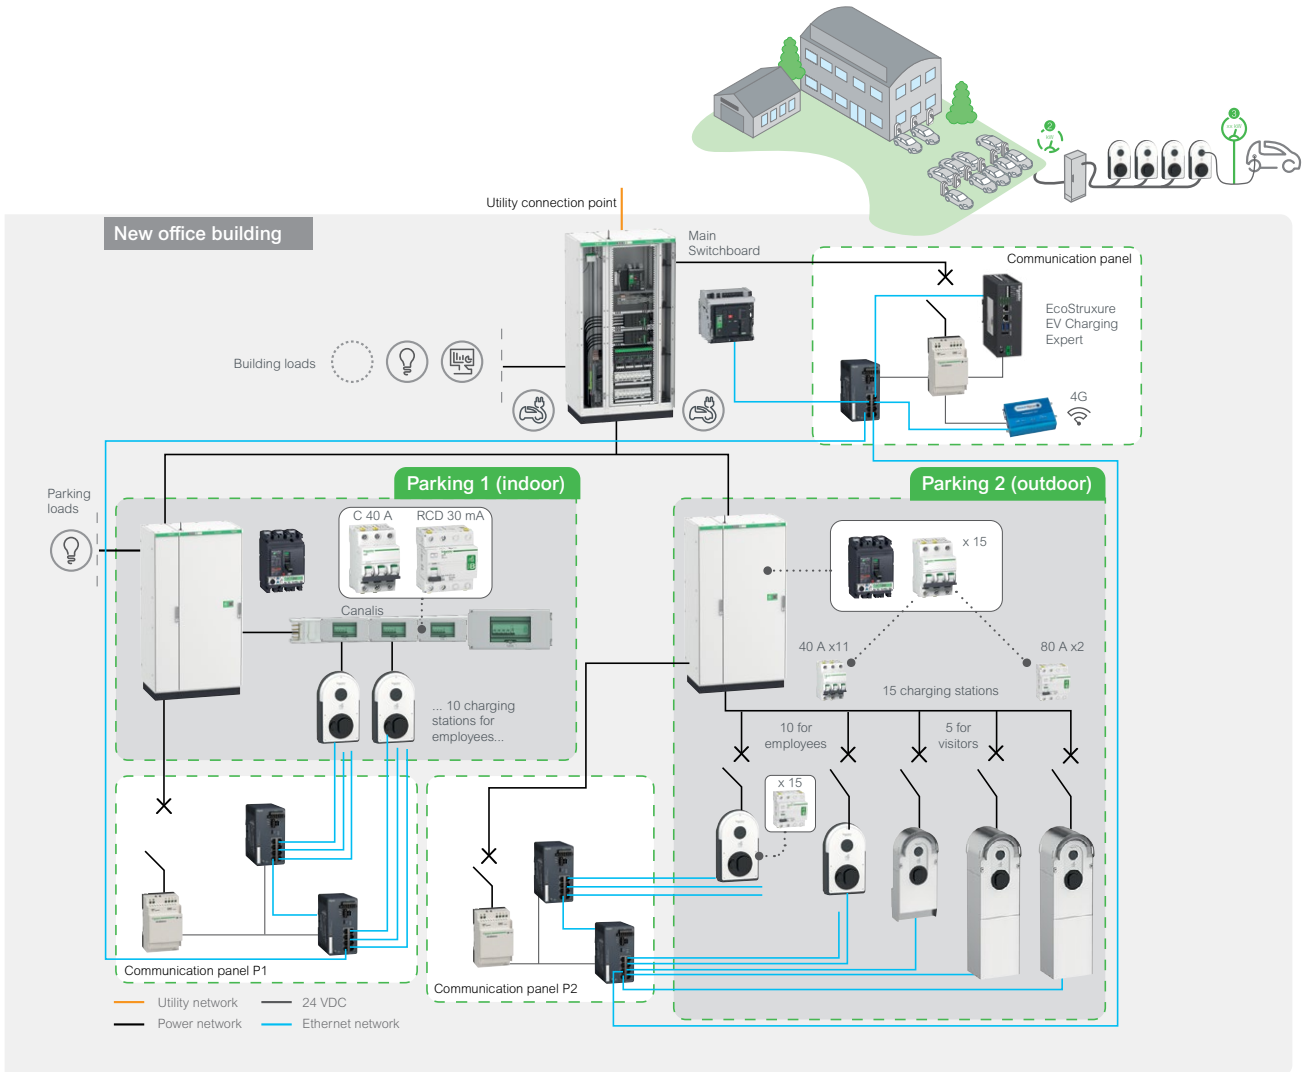 2
kW
3
Utility connection point
New office building
Main
Switchboard
Communication panel
EcoStruxure
EV Charging
Expert
Building loads
4G
Parking 1 (indoor)
Parking 2 (outdoor)
Parking
loads
C 40 A
RCD 30 mA
x 15
Canalis
40 A x11
80 A x2
15 charging stations
... 10 charging
stations for
employees...
10 for
employees
5 for
visitors
x 15
Communication panel P1
Communication panel P2
Utility network
24 VDC
Power network
Ethernet network